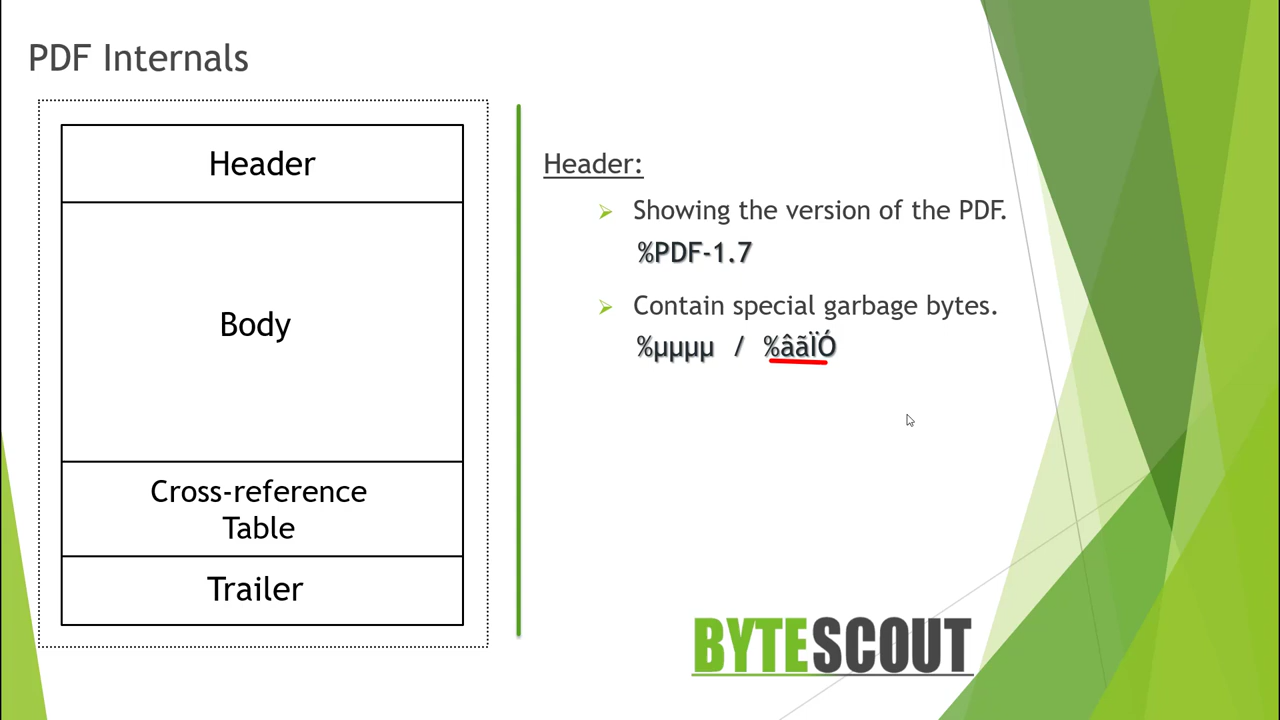 PDF Internals
Header
Body
Cross-reference
Table
Trailer
Header:
Showing the version of the PDF.
%PDF-1.7
Contain special garbage bytes.
%µµµµ / %âãÏÓ
BYTESCOUT